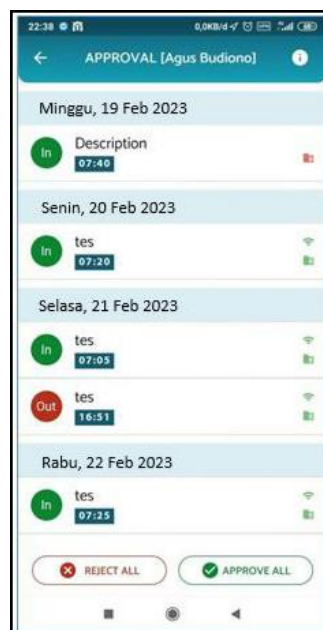 22:38 0,0KB/d
APPROVAL [Agus Budiono]
Minggu, 19 Feb 2023
In Description
07:40
Senin, 20 Feb 2023
In tes
07:20
Selasa, 21 Feb 2023
In tes
07:05
Out tes
16:51
Rabu, 22 Feb 2023
In tes
07:25
REJECT ALL APPROVE ALL